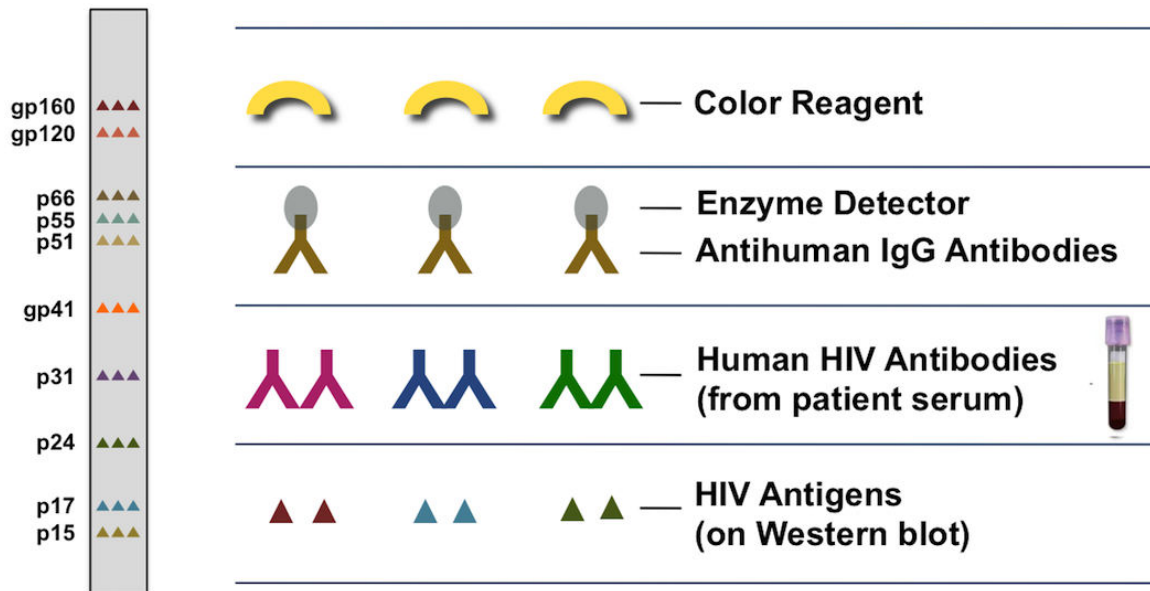 gp160
gp120
p66
p55
p51
gp41
p31
p24
p17
p15
Color Reagent
Enzyme Detector
Antihuman IgG Antibodies
Human HIV Antibodies
(from patient serum)
HIV Antigens
(on Western blot)